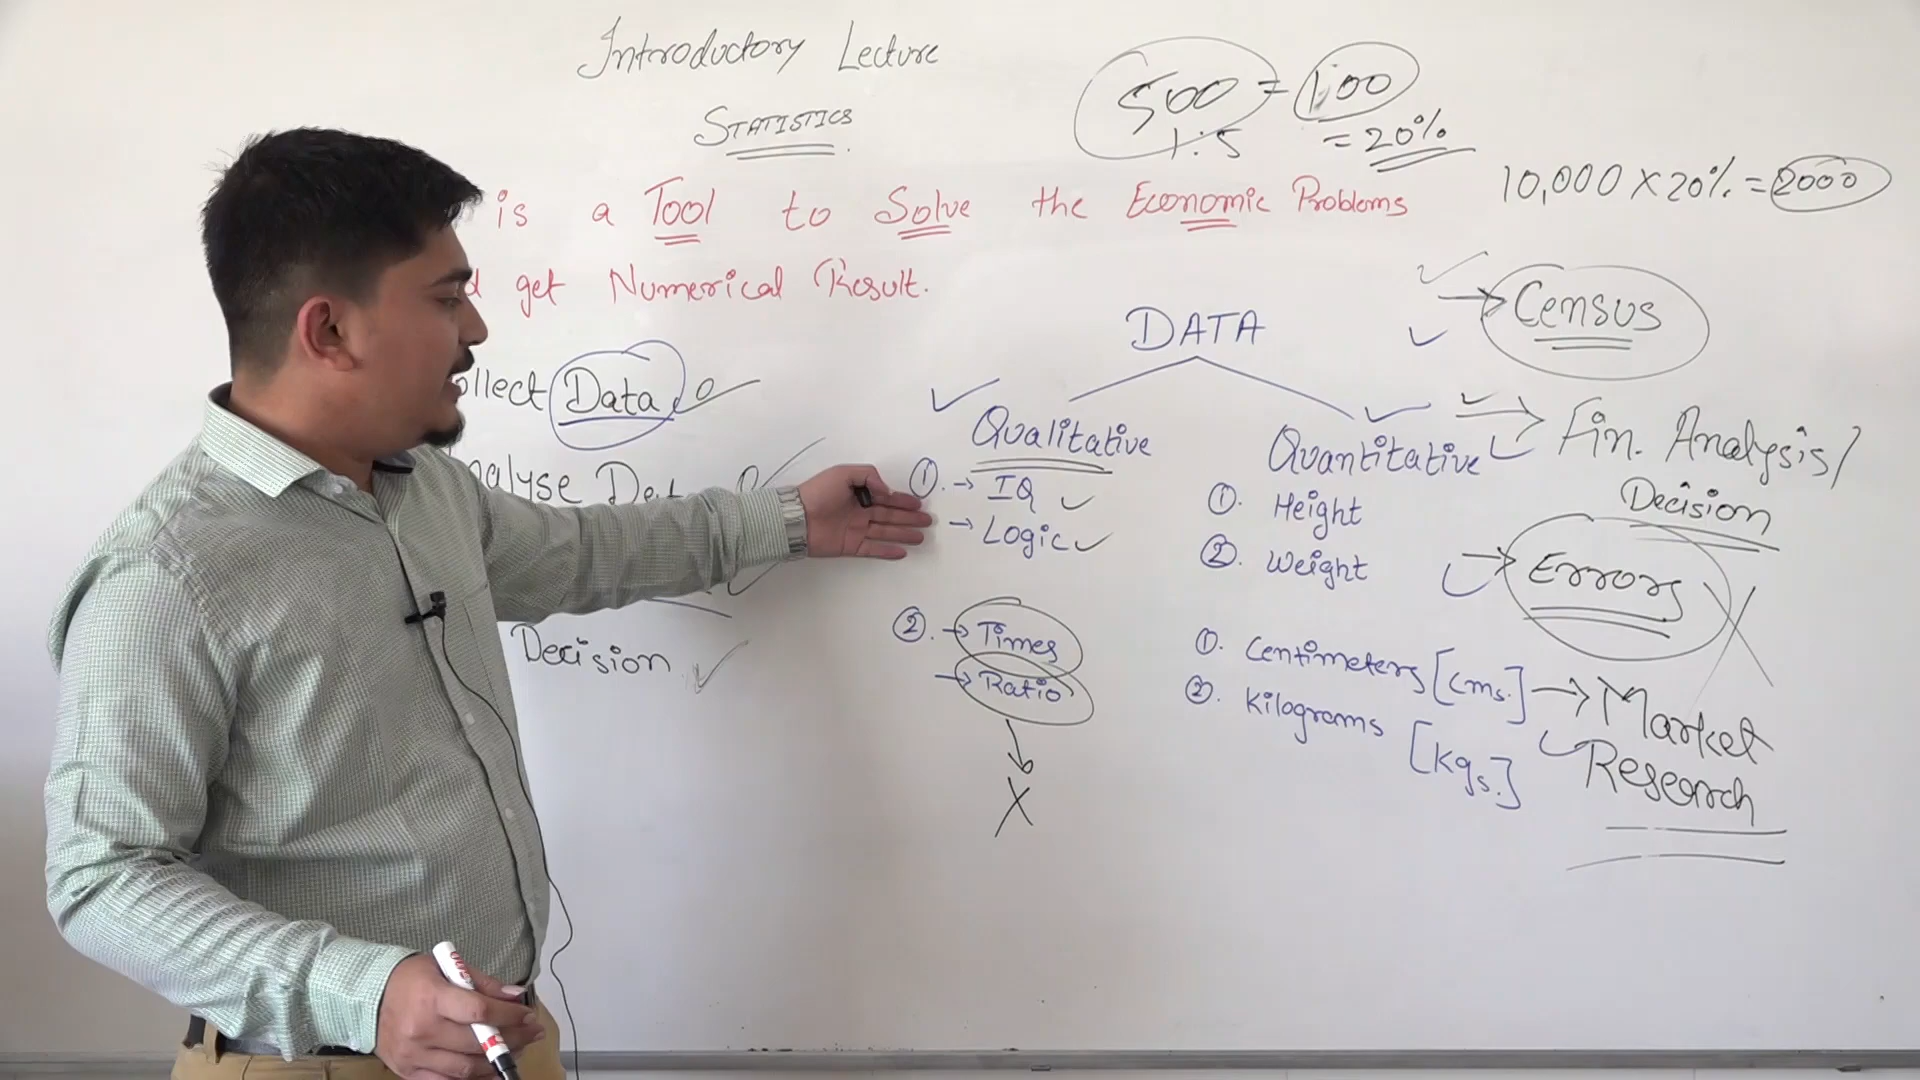 Introductory Lecture
STATISTICS
500 = 100
1:5
= 20%
10,000 X 20% = 2000
is a Tool to Solve the Economic Problems
get Numerical Result.
DATA
Census
Data
Qualitative
Quantitative
Fin. Analysis/
Decision
① → IQ
→ Logic
①. Height
②. Weight
Errors
X
Decision
②. → Times
→ Ratio
X
①. Centimeters [cms.]
②. Kilograms [kgs.]
→ Market
Research